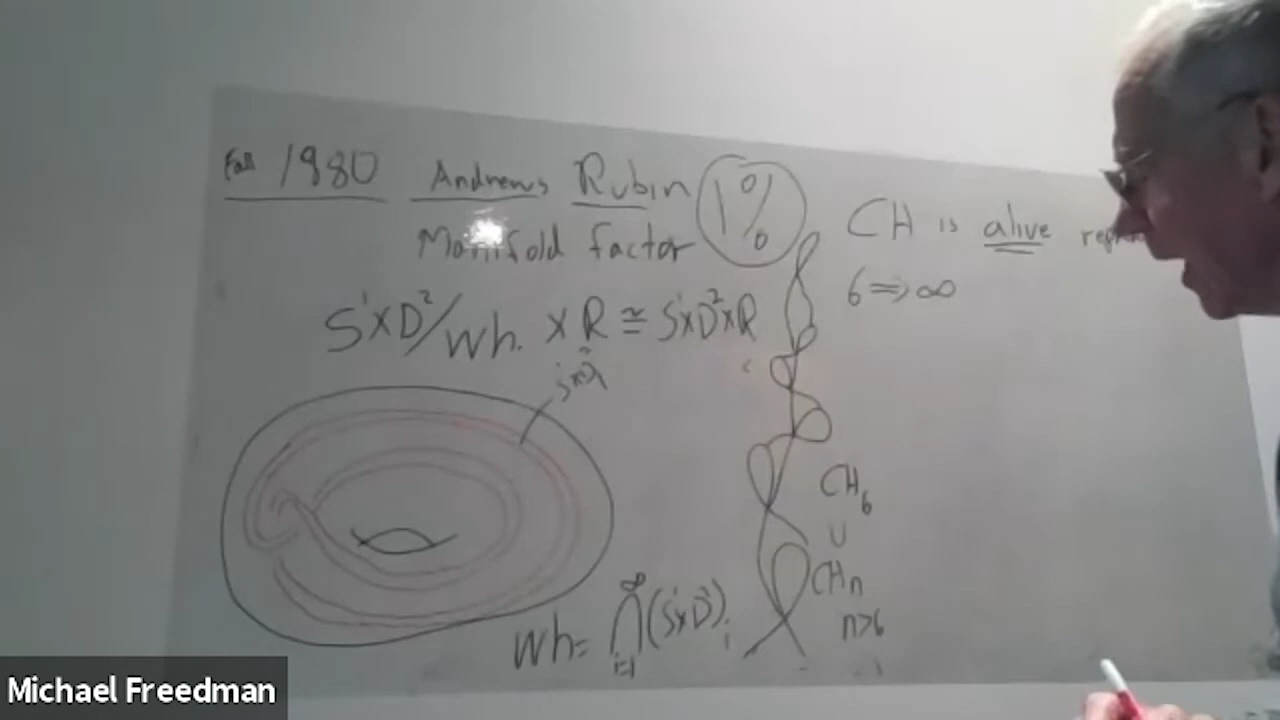 Fall 1980 Andrews Rubin 1%
Manifold factor
CH is alive
6 ⇒ ∞
S¹×D²/Wh. × R ≅ S¹×D²×R
S¹×D²
CH₆
∪
CHn
n>6
Wh = ∞∩i=1 (S¹×D²)i
Michael Freedman